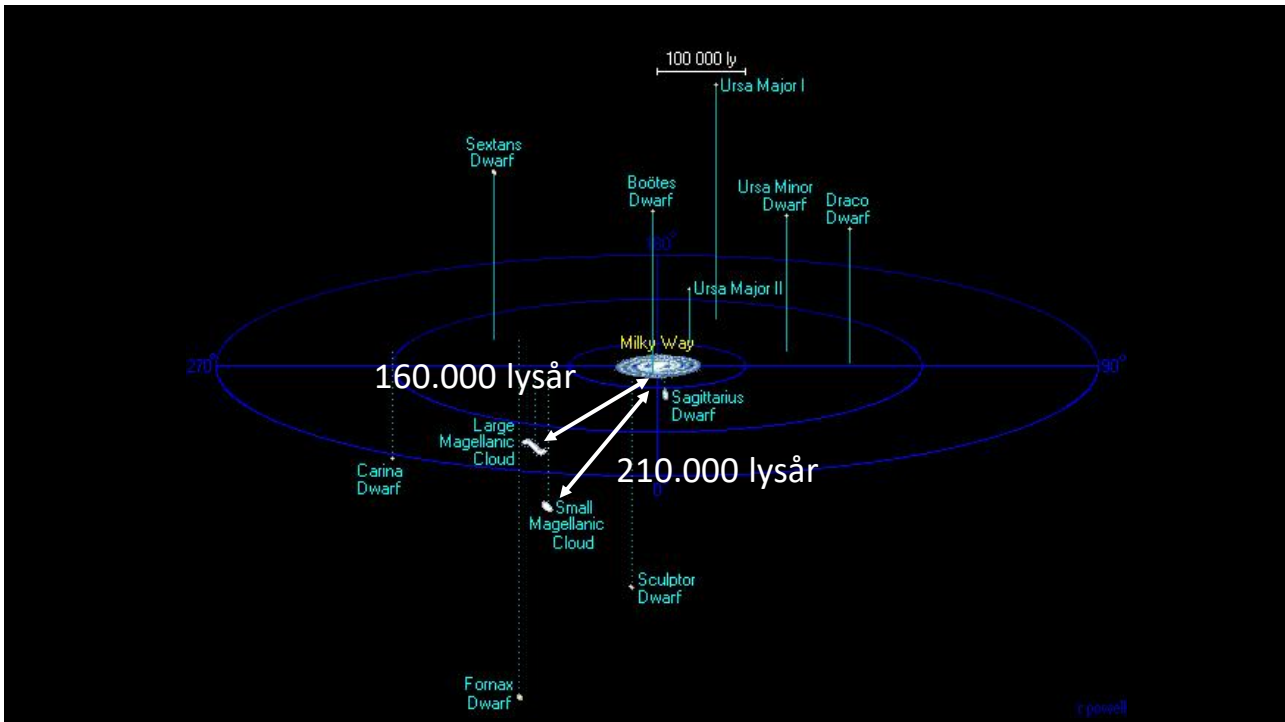 100 000 ly
Ursa Major I
Sextans
Dwarf
Boötes
Dwarf
Ursa Minor
Dwarf
Draco
Dwarf
180°
Ursa Major II
Milky Way
270°
90°
160.000 lysår
Sagittarius
Dwarf
Large
Magellanic
Cloud
210.000 lysår
Carina
Dwarf
0
Small
Magellanic
Cloud
Sculptor
Dwarf
Fornax
Dwarf
r powell